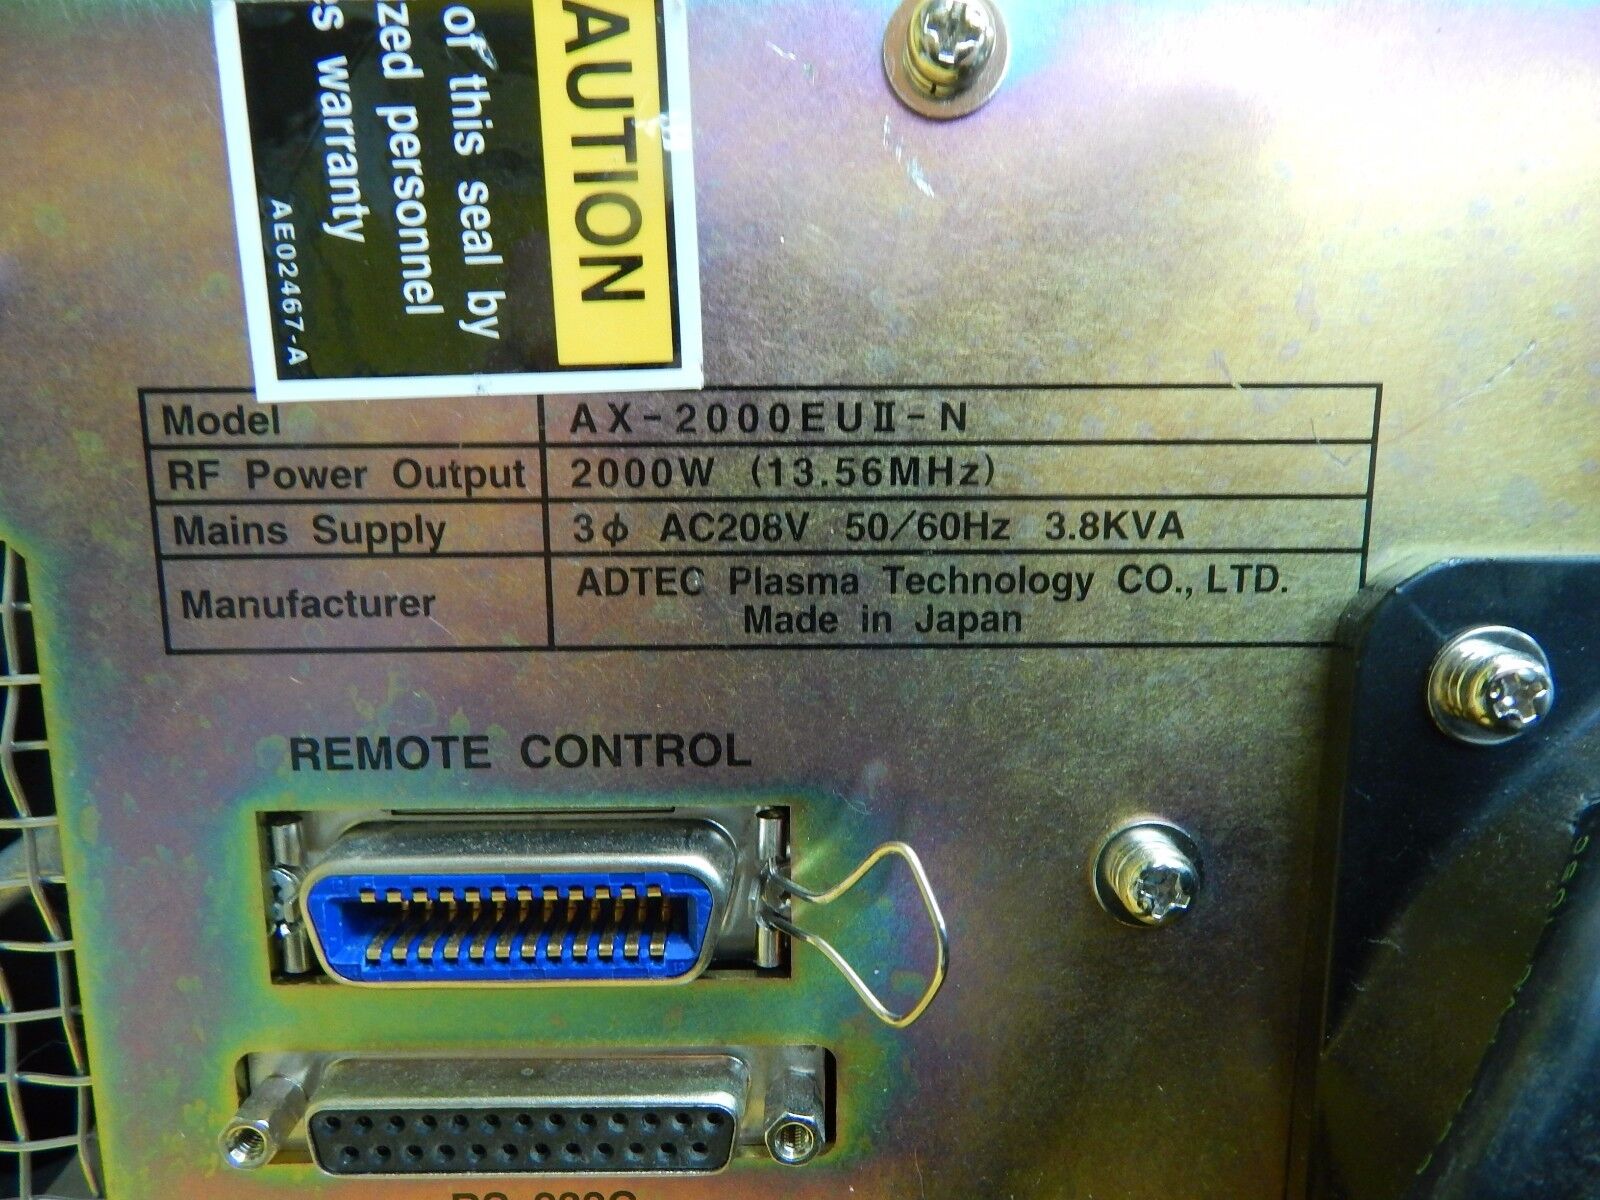 AUTION
of this seal by
zed personnel
es warranty
AE02467-A
Model AX-2000EUⅡ-N
RF Power Output 2000W (13.56MHz)
Mains Supply 3φ AC208V 50/60Hz 3.8KVA
Manufacturer ADTEC Plasma Technology CO., LTD.
Made in Japan
REMOTE CONTROL